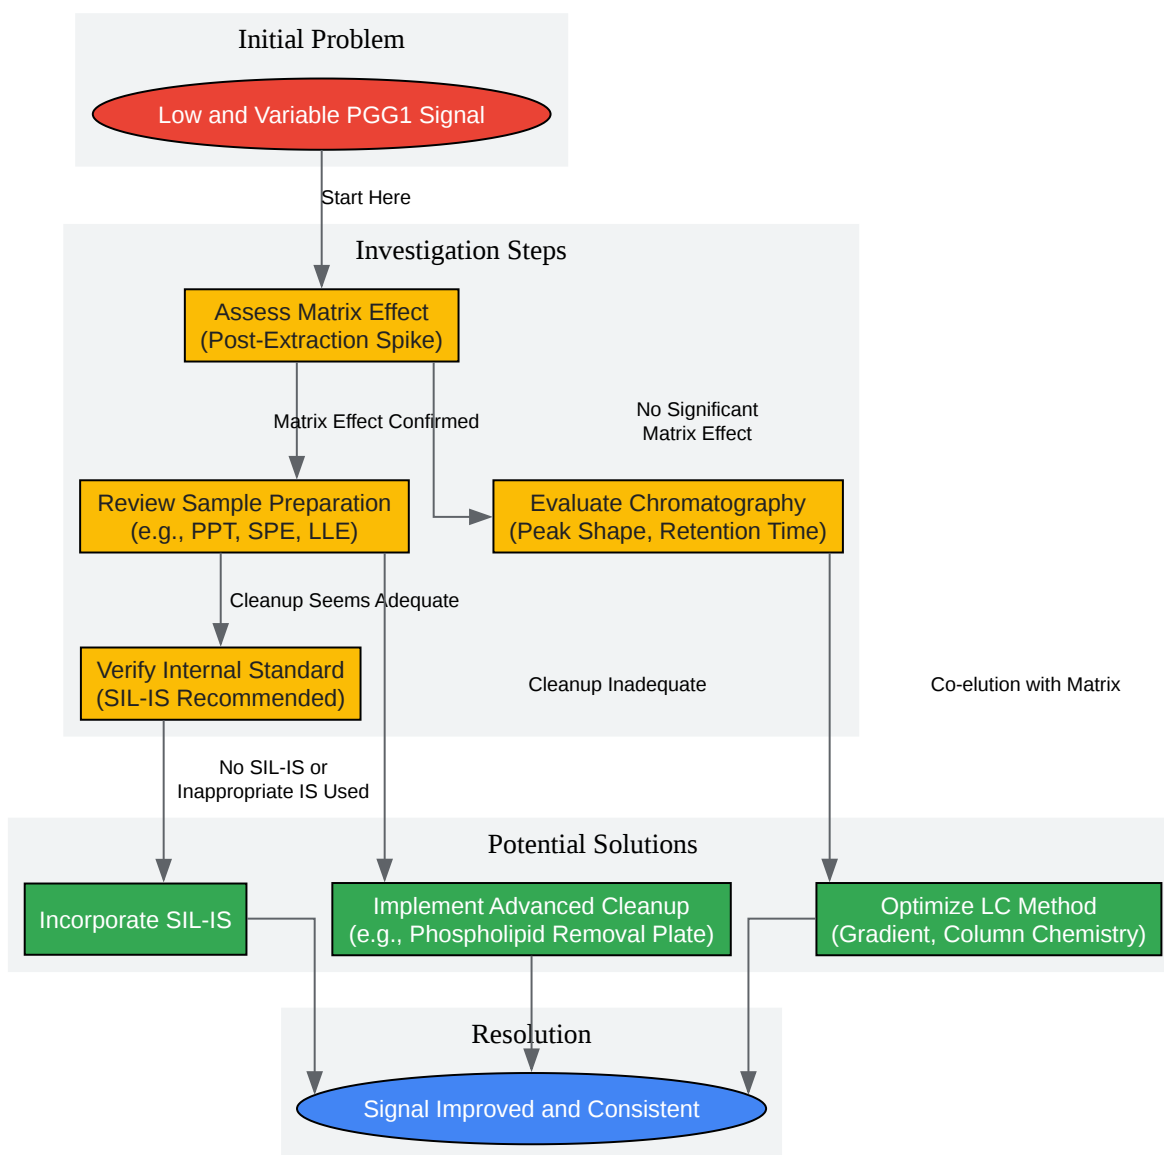 Initial Problem
Low and Variable PGG1 Signal
Start Here
Investigation Steps
Assess Matrix Effect
(Post-Extraction Spike)
Matrix Effect Confirmed
No Significant
Matrix Effect
Review Sample Preparation
(e.g., PPT, SPE, LLE)
Evaluate Chromatography
(Peak Shape, Retention Time)
Cleanup Seems Adequate
Verify Internal Standard
(SIL-IS Recommended)
Cleanup Inadequate
Co-elution with Matrix
No SIL-IS or
Inappropriate IS Used
Potential Solutions
Incorporate SIL-IS
Implement Advanced Cleanup
(e.g., Phospholipid Removal Plate)
Optimize LC Method
(Gradient, Column Chemistry)
Resolution
Signal Improved and Consistent